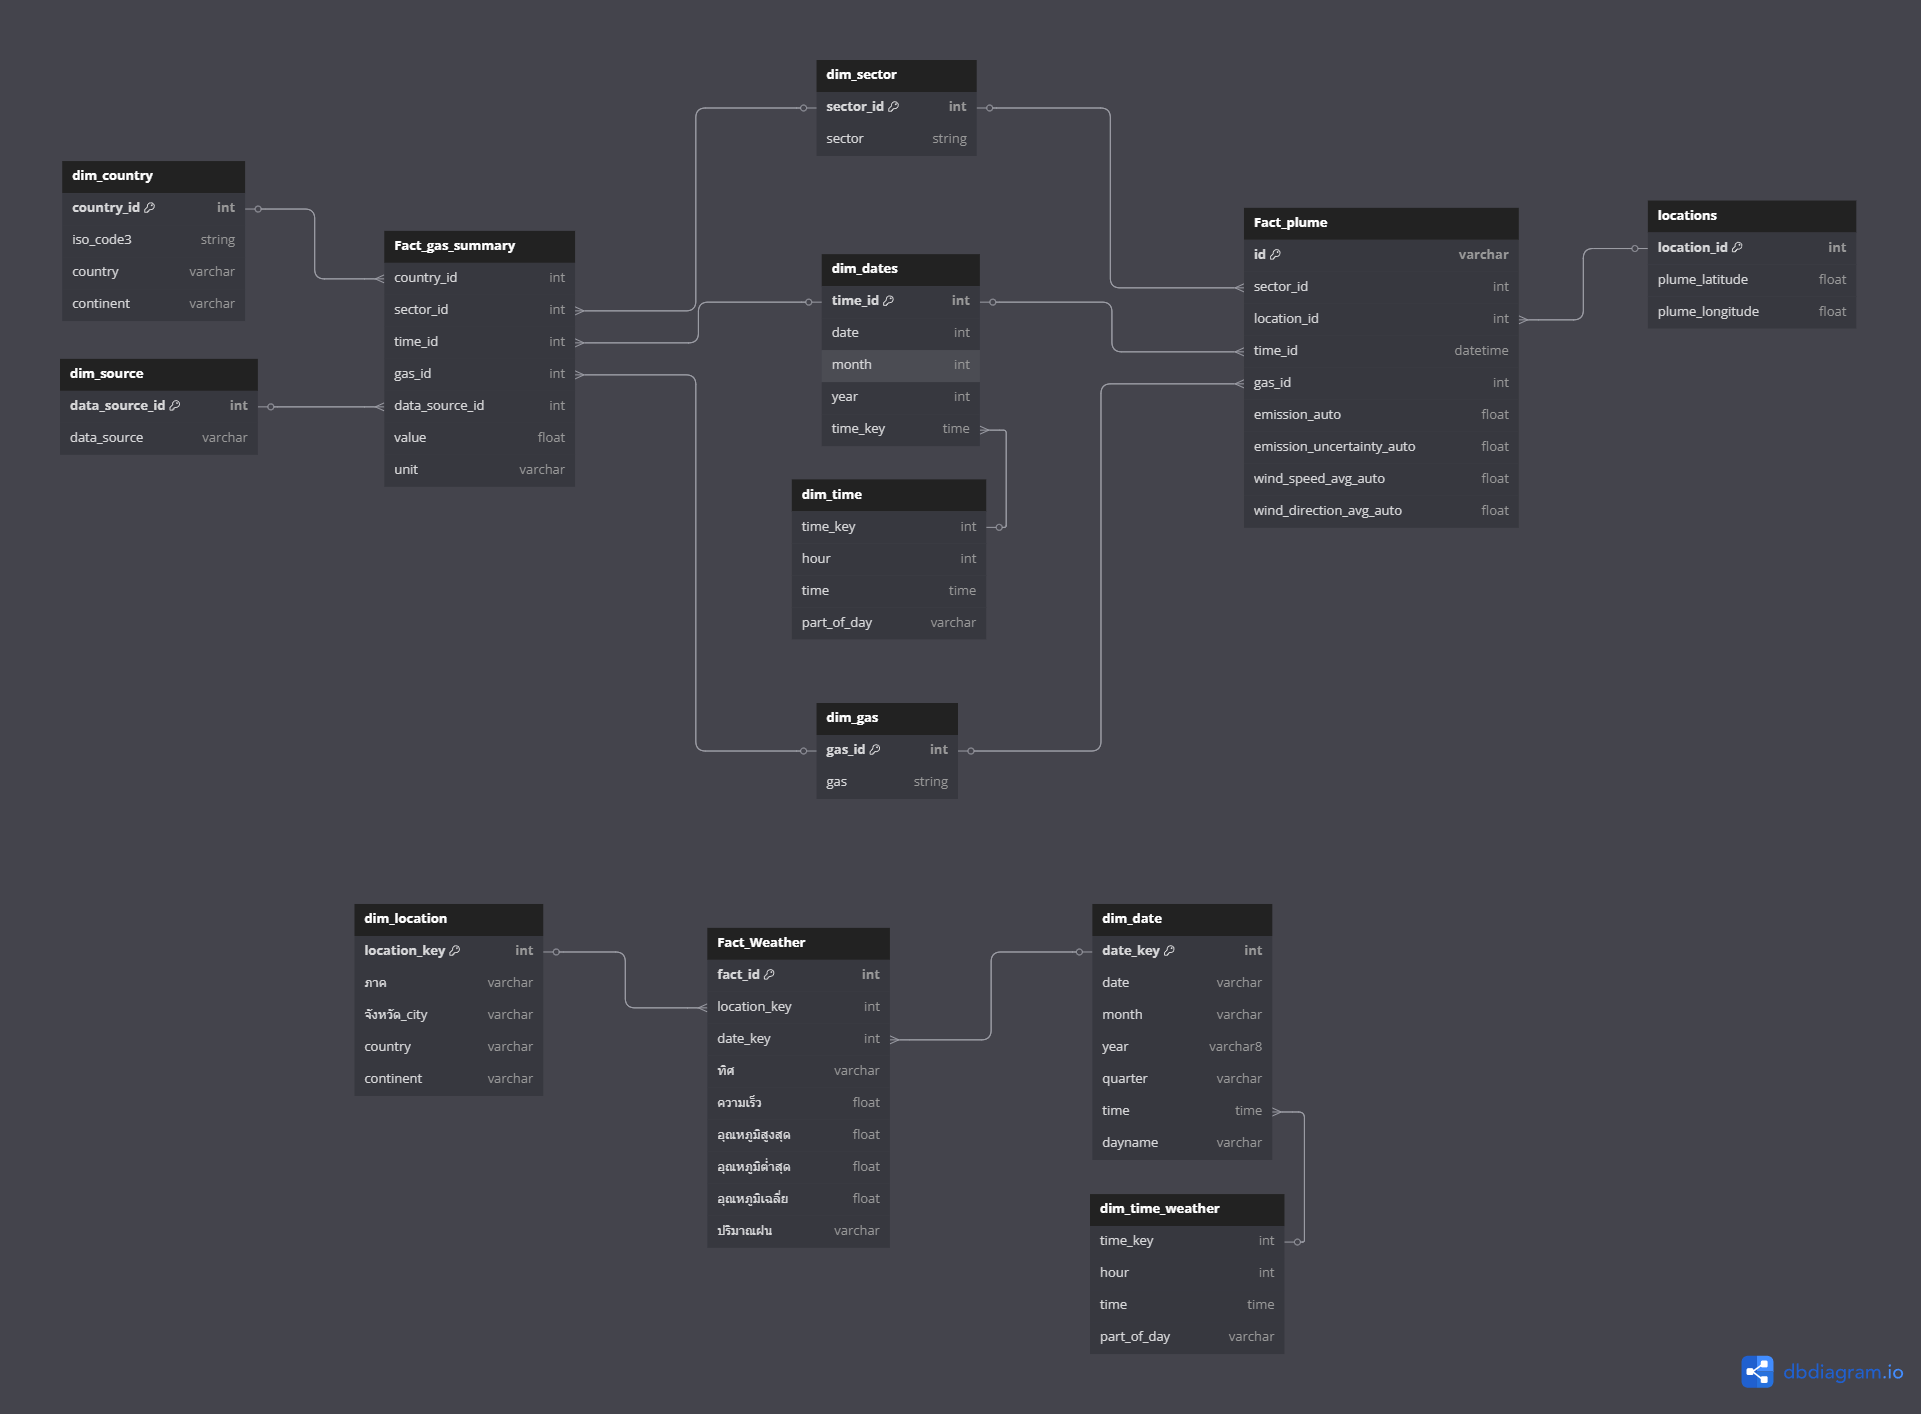 dim_sector
sector_id int
sector string
dim_country
country_id int
iso_code3 string
country varchar
continent varchar
dim_source
data_source_id int
data_source varchar
Fact_gas_summary
country_id int
sector_id int
time_id int
gas_id int
data_source_id int
value float
unit varchar
dim_dates
time_id int
date int
month int
year int
time_key time
dim_time
time_key int
hour int
time time
part_of_day varchar
dim_gas
gas_id int
gas string
Fact_plume
id varchar
sector_id int
location_id int
time_id datetime
gas_id int
emission_auto float
emission_uncertainty_auto float
wind_speed_avg_auto float
wind_direction_avg_auto float
locations
location_id int
plume_latitude float
plume_longitude float
dim_location
location_key int
ภาค varchar
จังหวัด_city varchar
country varchar
continent varchar
Fact_Weather
fact_id int
location_key int
date_key int
ทิศ varchar
ความเร็ว float
อุณหภูมิสูงสุด float
อุณหภูมิต่ำสุด float
อุณหภูมิเฉลี่ย float
ปริมาณฝน varchar
dim_date
date_key int
date varchar
month varchar
year varchar8
quarter varchar
time time
dayname varchar
dim_time_weather
time_key int
hour int
time time
part_of_day varchar
dbdiagram.io